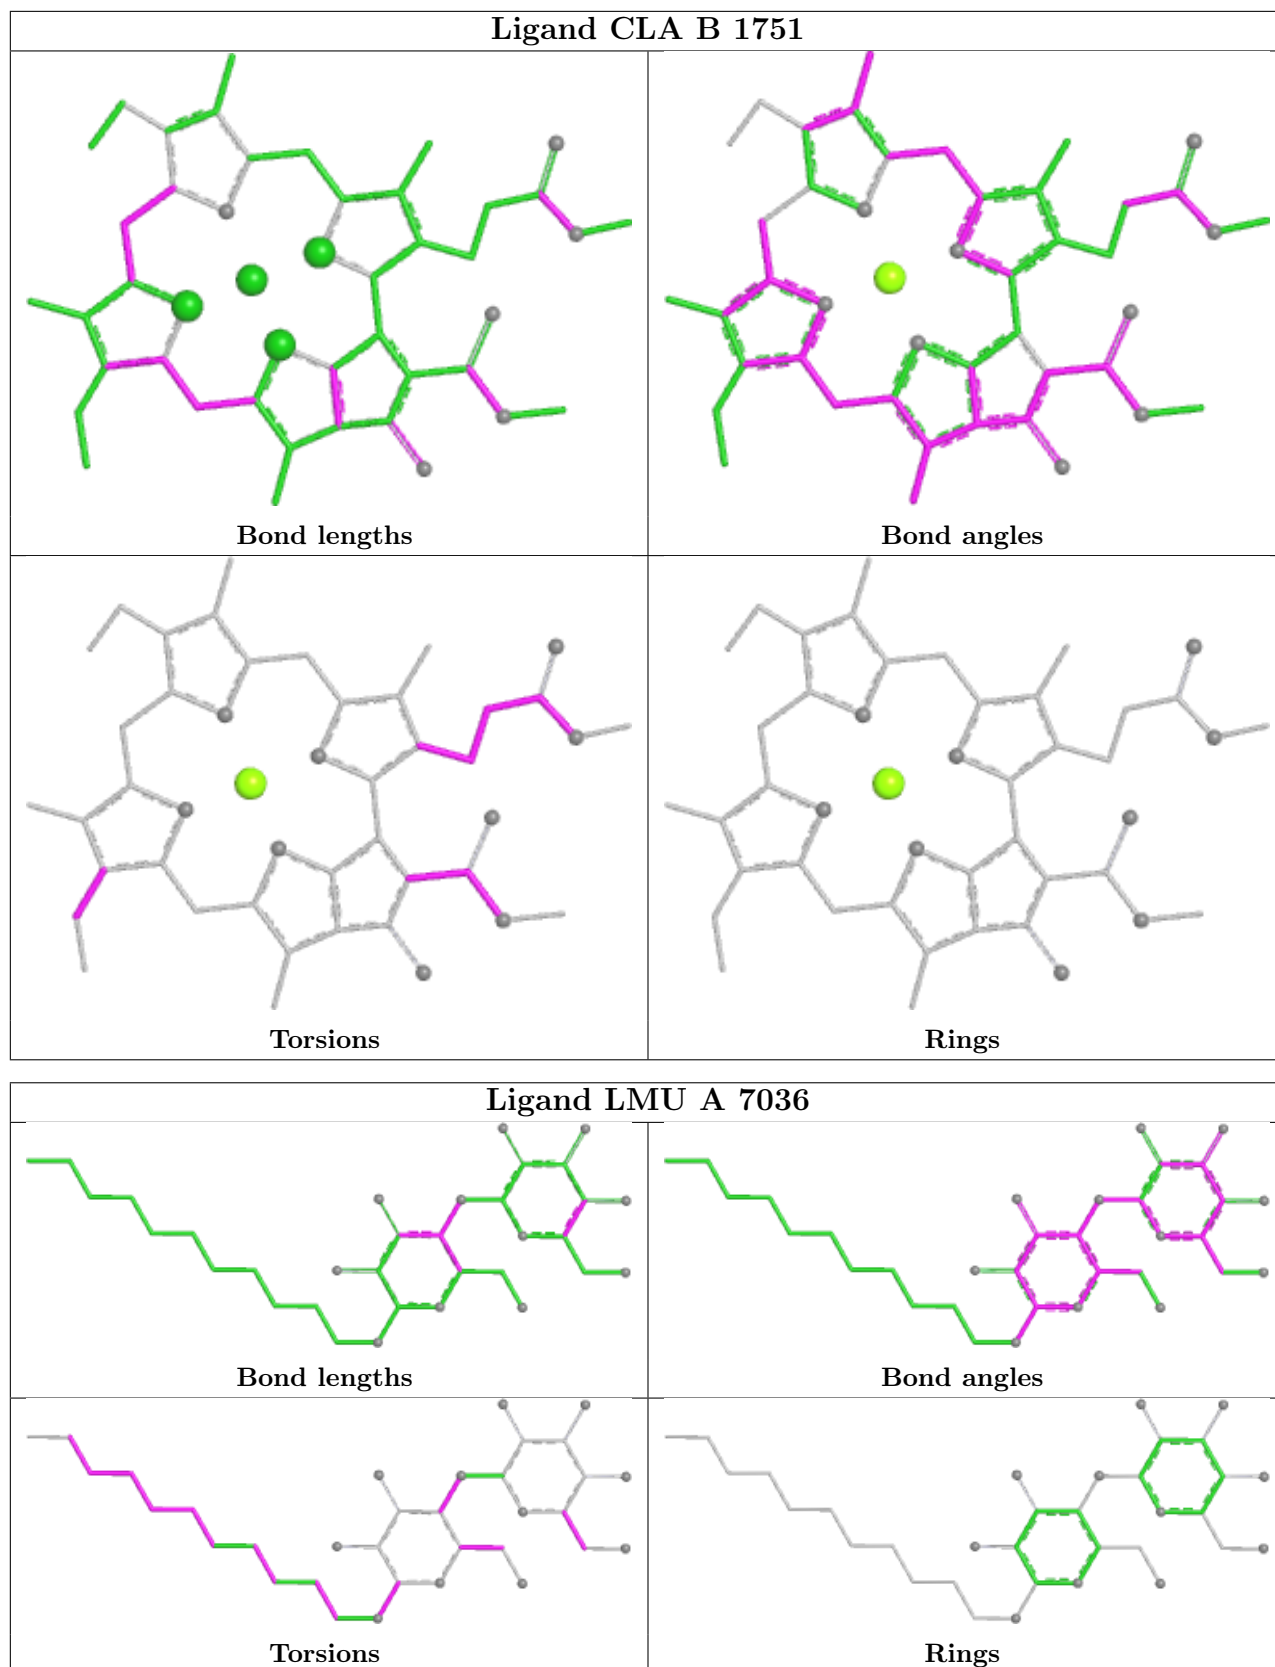 Ligand CLA B 1751
Bond lengths
Bond angles
Torsions
Rings
Ligand LMU A 7036
Bond lengths
Bond angles
Torsions
Rings